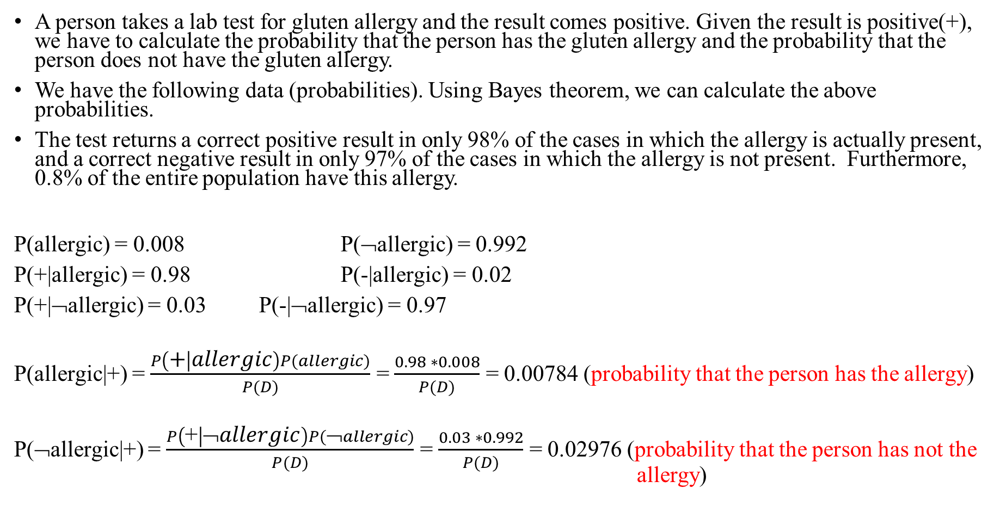 • A person takes a lab test for gluten allergy and the result comes positive. Given the result is positive(+),
we have to calculate the probability that the person has the gluten allergy and the probability that the
person does not have the gluten allergy.
• We have the following data (probabilities). Using Bayes theorem, we can calculate the above
probabilities.
• The test returns a correct positive result in only 98% of the cases in which the allergy is actually present,
and a correct negative result in only 97% of the cases in which the allergy is not present.  Furthermore,
0.8% of the entire population have this allergy.
P(allergic) = 0.008 P(¬allergic) = 0.992
P(+|allergic) = 0.98 P(-|allergic) = 0.02
P(+|¬allergic) = 0.03 P(-|¬allergic) = 0.97
P(allergic|+) = P(+|allergic)P(allergic) / P(D) = 0.98 *0.008 / P(D) = 0.00784 (probability that the person has the allergy)
P(¬allergic|+) = P(+|¬allergic)P(¬allergic) / P(D) = 0.03 *0.992 / P(D) = 0.02976 (probability that the person has not the
allergy)